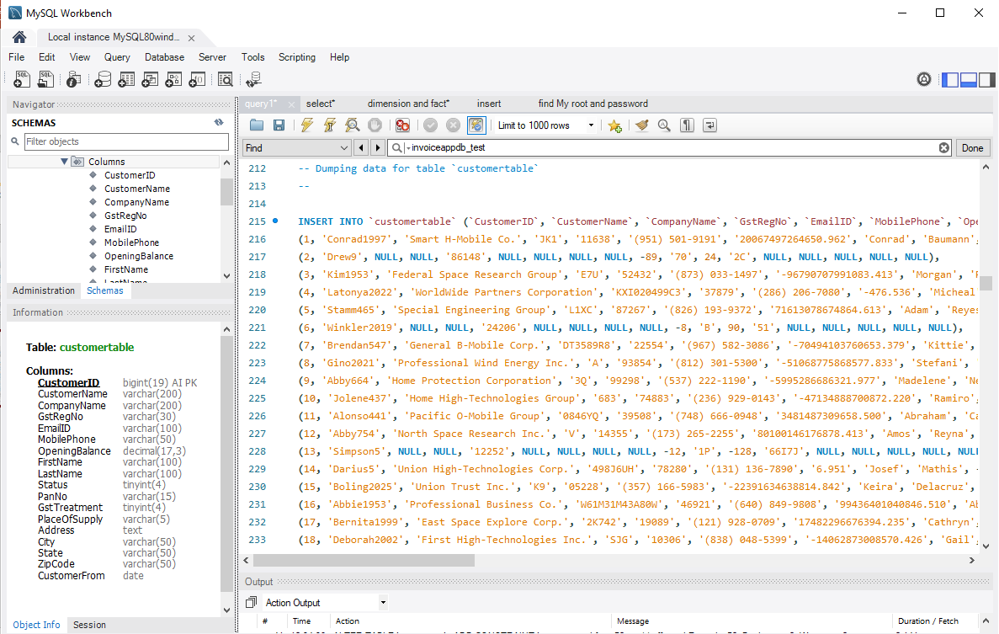 MySQL Workbench
Local instance MySQL80wind...
File Edit View Query Database Server Tools Scripting Help
Navigator
SCHEMAS
Filter objects
Columns
CustomerID
CustomerName
CompanyName
GstRegNo
EmailID
MobilePhone
OpeningBalance
FirstName
LastName
Administration Schemas
Information
Table: customertable
Columns:
CustomerID bigint(19) AI PK
CustomerName varchar(200)
CompanyName varchar(200)
GstRegNo varchar(30)
EmailID varchar(100)
MobilePhone varchar(50)
OpeningBalance decimal(17,3)
FirstName varchar(100)
LastName varchar(100)
Status tinyint(4)
PanNo varchar(15)
GstTreatment tinyint(4)
PlaceOfSupply varchar(5)
Address text
City varchar(50)
State varchar(50)
ZipCode varchar(50)
CustomerFrom date
Object Info Session
query1* select* dimension and fact* insert find My root and password
Limit to 1000 rows
Find invoiceappdb_test Done
212 -- Dumping data for table `customertable`
213 --
214
215 INSERT INTO `customertable` (`CustomerID`, `CustomerName`, `CompanyName`, `GstRegNo`, `EmailID`, `MobilePhone`, `Ope
216 (1, 'Conrad1997', 'Smart H-Mobile Co.', 'JK1', '11638', '(951) 501-9191', '20067497264650.962', 'Conrad', 'Baumann',
217 (2, 'Drew9', NULL, NULL, '86148', NULL, NULL, NULL, NULL, -89, '70', 24, '2C', NULL, NULL, NULL, NULL, NULL),
218 (3, 'Kim1953', 'Federal Space Research Group', 'E7U', '52432', '(873) 033-1497', '-96790707991083.413', 'Morgan',
219 (4, 'Latonya2022', 'WorldWide Partners Corporation', 'KXI020499C3', '37879', '(286) 206-7080', '-476.536', 'Micheal
220 (5, 'Stamm465', 'Special Engineering Group', 'L1XC', '87267', '(826) 193-9372', '71613078674864.613', 'Adam', 'Reyes
221 (6, 'Winkler2019', NULL, NULL, '24206', NULL, NULL, NULL, NULL, -8, 'B', 90, '51', NULL, NULL, NULL, NULL, NULL),
222 (7, 'Brendan547', 'General B-Mobile Corp.', 'DT3589R8', '22554', '(967) 582-3086', '-70494103760653.379', 'Kittie',
223 (8, 'Gino2021', 'Professional Wind Energy Inc.', 'A', '93854', '(812) 301-5300', '-51068775868577.833', 'Stefani',
224 (9, 'Abby664', 'Home Protection Corporation', '3Q', '99298', '(537) 222-1190', '-5995286686321.977', 'Madelene', 'Ne
225 (10, 'Jolene437', 'Home High-Technologies Group', '683', '74883', '(236) 929-0143', '-47134888700872.220', 'Ramiro',
226 (11, 'Alonso441', 'Pacific O-Mobile Group', '0846YQ', '39508', '(748) 666-0948', '3481487309658.500', 'Abraham', 'Ca
227 (12, 'Abby754', 'North Space Research Inc.', 'V', '14355', '(173) 265-2255', '80100146176878.413', 'Amos', 'Reyna',
228 (13, 'Simpson5', NULL, NULL, '12252', NULL, NULL, NULL, NULL, -12, '1P', -128, '66I7J', NULL, NULL, NULL, NULL, NULL
229 (14, 'Darius5', 'Union High-Technologies Corp.', '498J6UH', '78280', '(131) 136-7890', '6.951', 'Josef', 'Mathis', -
230 (15, 'Boling2025', 'Union Trust Inc.', 'K9', '05228', '(357) 166-5983', '-22391634638814.842', 'Keira', 'Delacruz',
231 (16, 'Abbie1953', 'Professional Business Co.', 'W61M31M43A80W', '46921', '(640) 849-9808', '99436401040846.510', 'Ab
232 (17, 'Bernita1999', 'East Space Explore Corp.', '2K742', '19089', '(121) 928-0709', '17482296676394.235', 'Cathryn',
233 (18, 'Deborah2002', 'First High-Technologies Inc.', 'SJG', '10306', '(838) 048-5399', '-14062873008570.426', 'Gail',
Output
Action Output
# Time Action Message Duration / Fetch